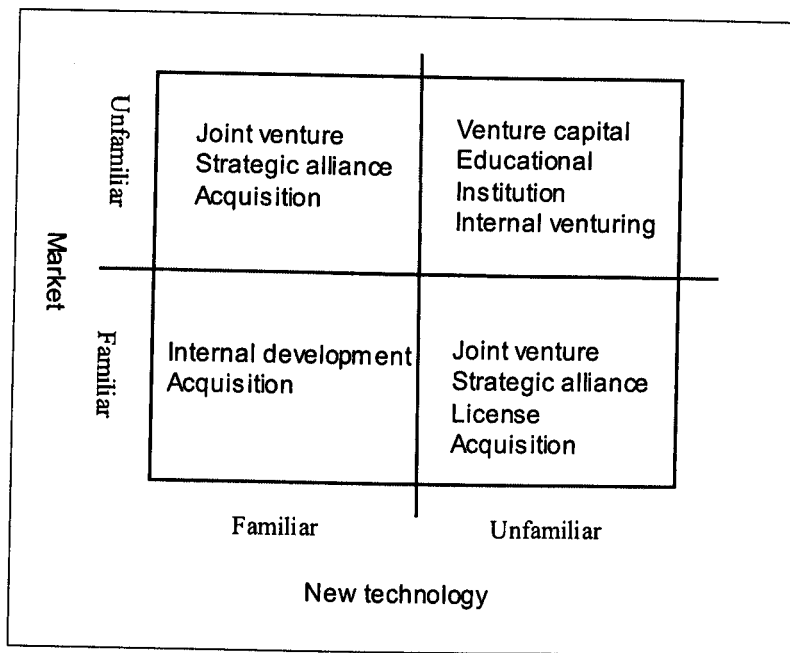 Unfamiliar
Joint venture
Strategic alliance
Acquisition
Venture capital
Educational
Institution
Internal venturing
Market
Familiar
Internal development
Acquisition
Joint venture
Strategic alliance
License
Acquisition
Familiar
Unfamiliar
New technology